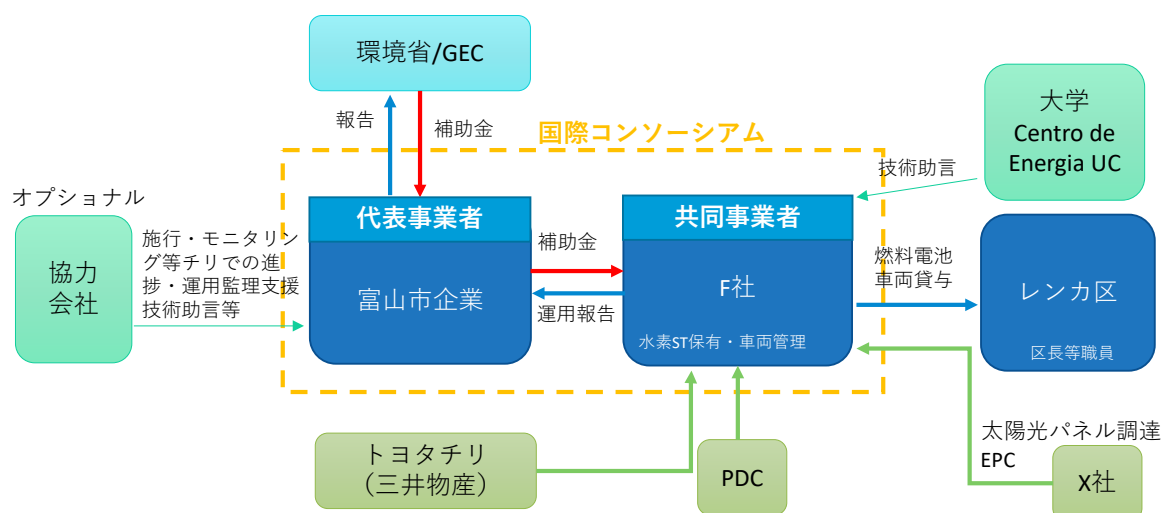 環境省/GEC
報告
補助金
国際コンソーシアム
大学
Centro de
Energia UC
技術助言
オプショナル
協力
会社
施行・モニタリン
グ等チリでの進
捗・運用監理支援
技術助言等
代表事業者
富山市企業
補助金
運用報告
共同事業者
F社
水素ST保有・車両管理
燃料電池
車両貸与
レンカ区
区長等職員
トヨタチリ
（三井物産）
PDC
太陽光パネル調達
EPC
X社